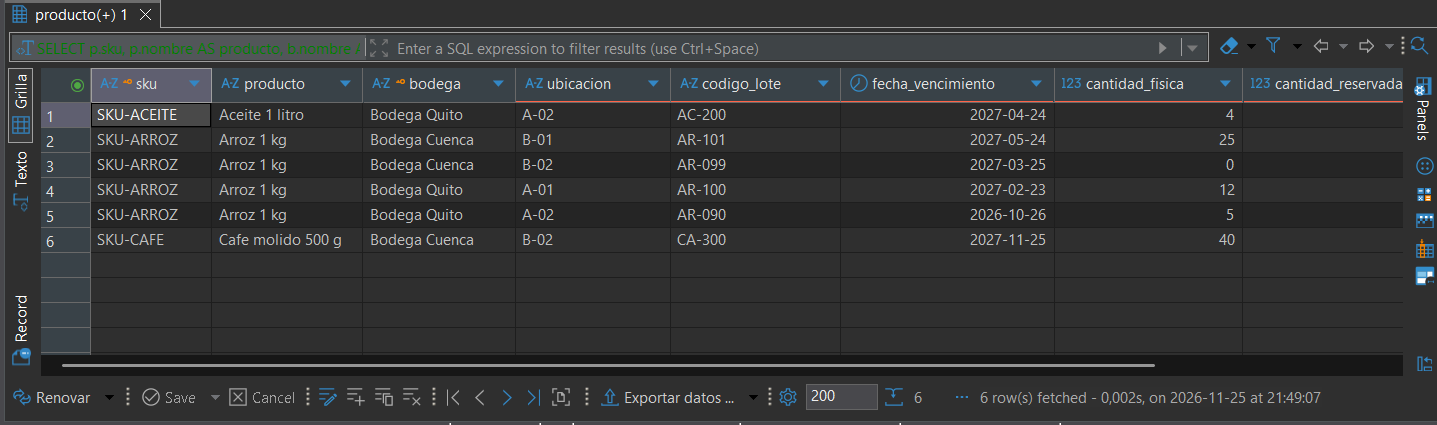 producto(+) 1
SELECT p.sku, p.nombre AS producto, b.nombre Enter a SQL expression to filter results (use Ctrl+Space)
Grilla
Texto
Record
Panels
sku producto bodega ubicacion codigo_lote fecha_vencimiento cantidad_fisica cantidad_reservada
1 SKU-ACEITE Aceite 1 litro Bodega Quito A-02 AC-200 2027-04-24 4
2 SKU-ARROZ Arroz 1 kg Bodega Cuenca B-01 AR-101 2027-05-24 25
3 SKU-ARROZ Arroz 1 kg Bodega Cuenca B-02 AR-099 2027-03-25 0
4 SKU-ARROZ Arroz 1 kg Bodega Quito A-01 AR-100 2027-02-23 12
5 SKU-ARROZ Arroz 1 kg Bodega Quito A-02 AR-090 2026-10-26 5
6 SKU-CAFE Cafe molido 500 g Bodega Cuenca B-02 CA-300 2027-11-25 40
Renovar Save Cancel Exportar datos ... 200 6 ... 6 row(s) fetched - 0,002s, on 2026-11-25 at 21:49:07